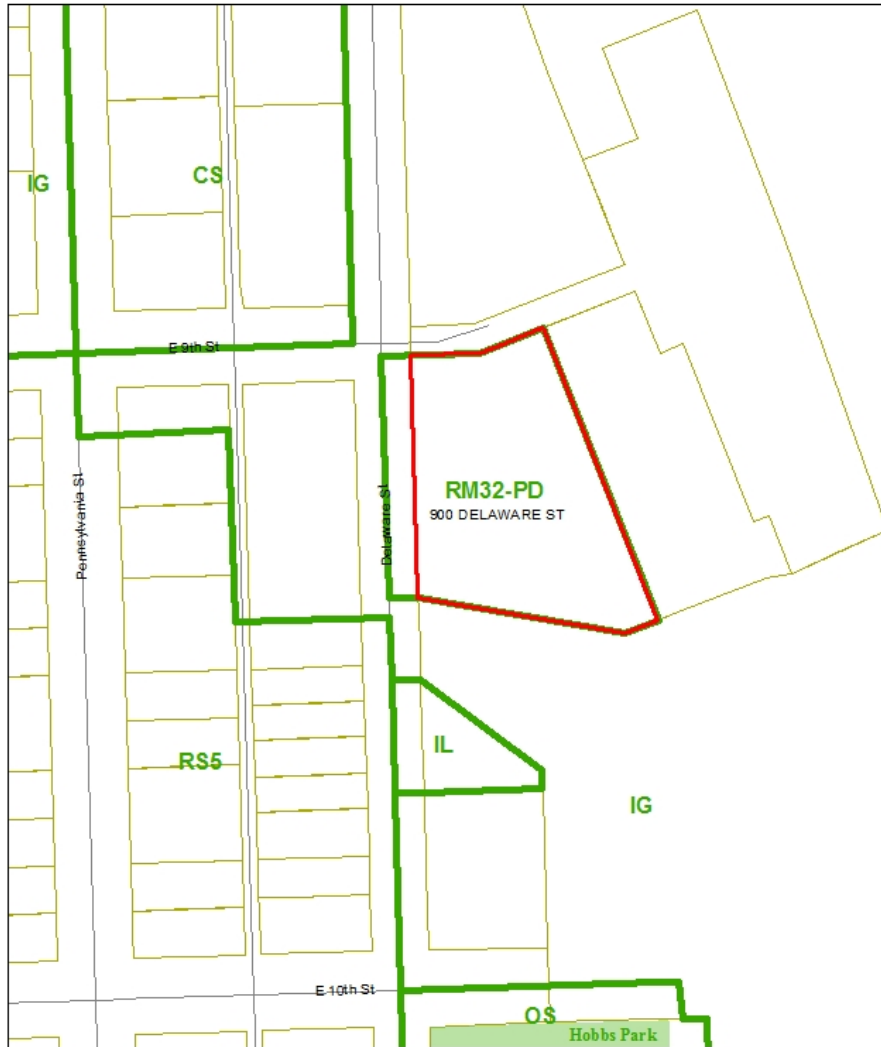 IG
CS
E 9th St
Pennsylvania St
Delaware St
RM32-PD
900 DELAWARE ST
RS5
IL
IG
E 10th St
OS
Hobbs Park